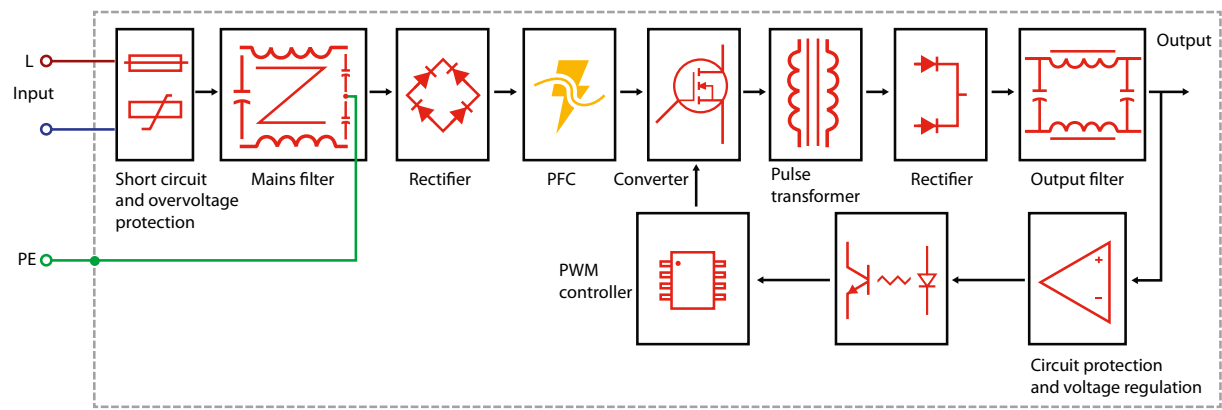 L
Input
PE
Short circuit
and overvoltage
protection
Mains filter
Rectifier
PFC
Converter
Pulse
transformer
Rectifier
Output filter
Output
PWM
controller
+
-
Circuit protection
and voltage regulation